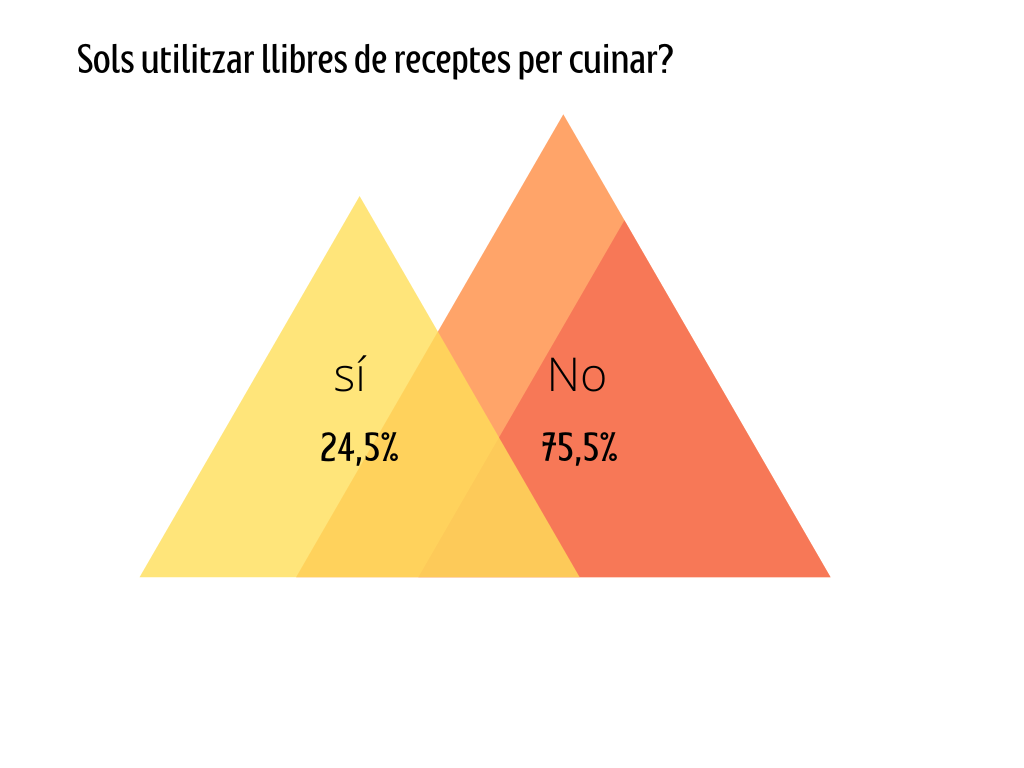 Sols utilitzar llibres de receptes per cuinar?
sí No
24,5% 75,5%